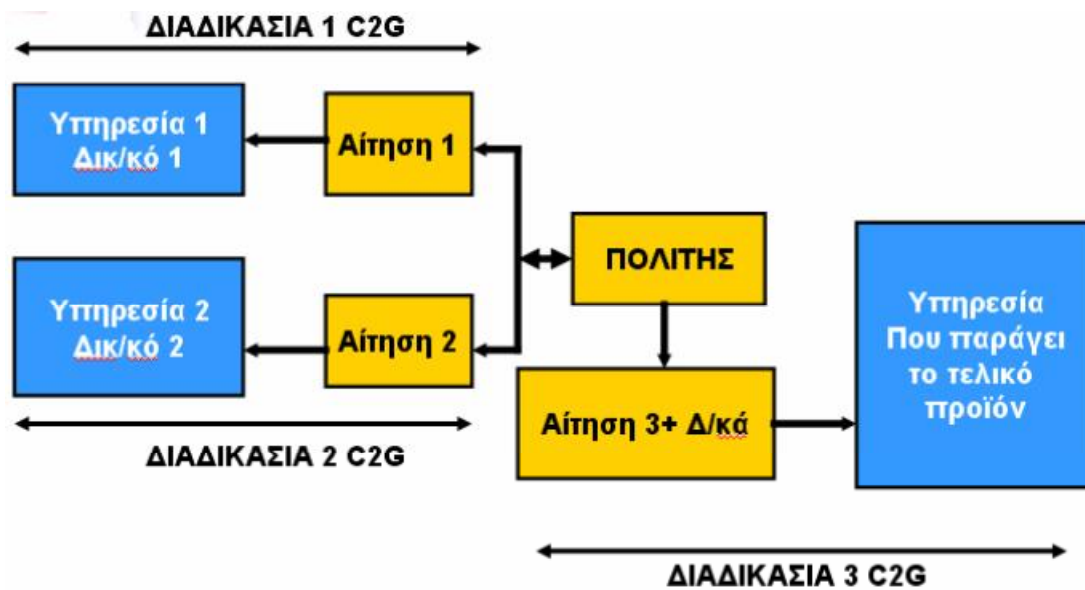 ΔΙΑΔΙΚΑΣΙΑ 1 C2G
Υπηρεσία 1
Δικ/κό 1
Αίτηση 1
ΠΟΛΙΤΗΣ
Υπηρεσία 2
Δικ/κό 2
Αίτηση 2
Υπηρεσία
Που παράγει
το τελικό
προϊόν
Αίτηση 3+ Δ/κά
ΔΙΑΔΙΚΑΣΙΑ 2 C2G
ΔΙΑΔΙΚΑΣΙΑ 3 C2G